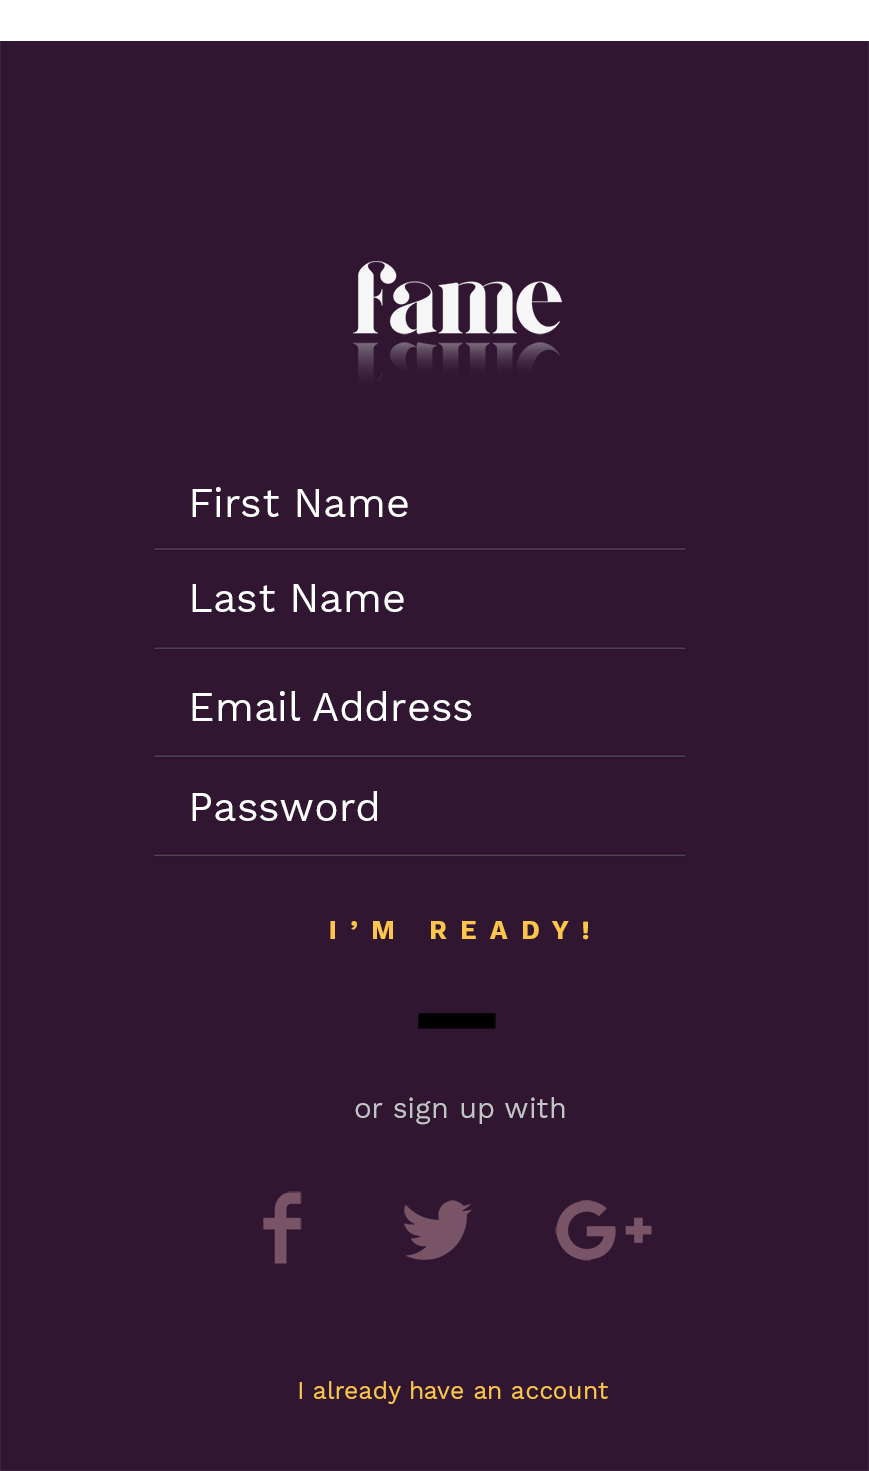 fame
First Name
Last Name
Email Address
Password
I’M READY!
or sign up with
I already have an account